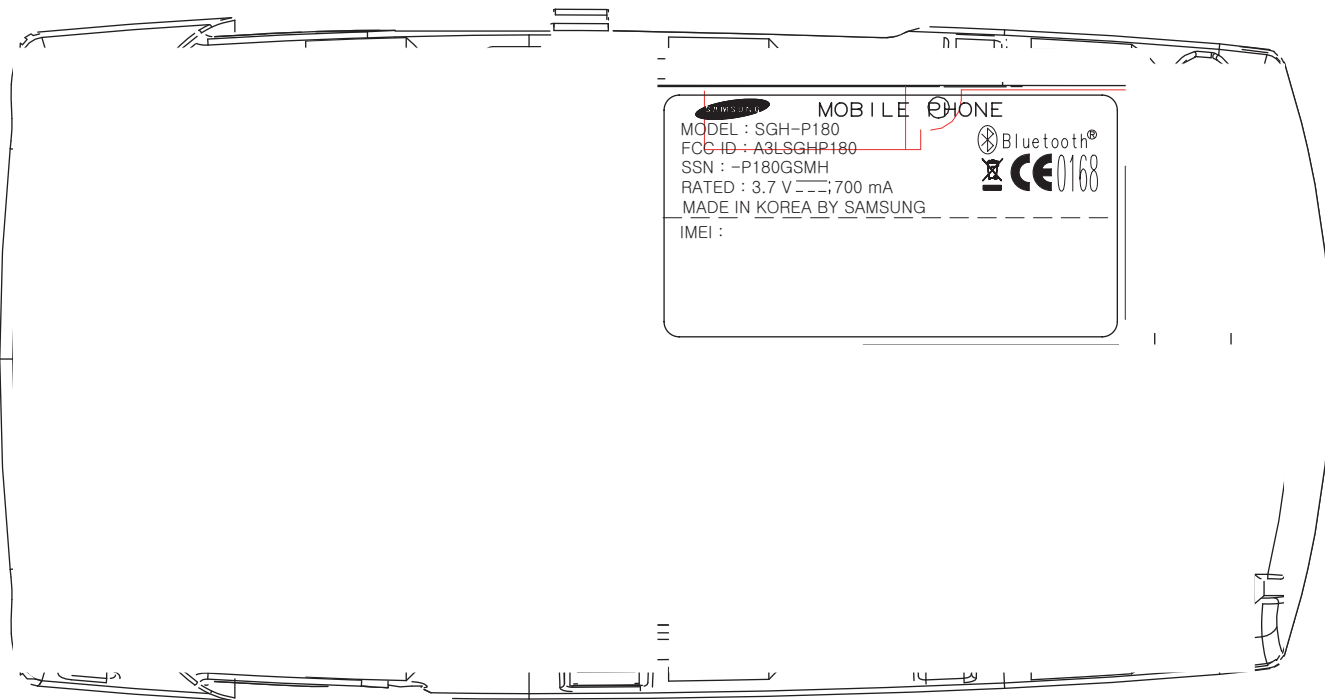 SAMSUNG MOBILE PHONE
MODEL : SGH-P180
FCC ID : A3LSGHP180
SSN : -P180GSMH
RATED : 3.7 V ⎓;700 mA
MADE IN KOREA BY SAMSUNG
IMEI :
Bluetooth®
CE0168